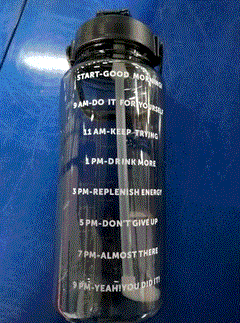 START-GOOD MORNING
9 AM-DO IT FOR YOURSELF
11 AM-KEEP TRYING
1 PM-DRINK MORE
3 PM-REPLENISH ENERGY
5 PM-DON'T GIVE UP
7 PM-ALMOST THERE
9 PM-YEAH!YOU DID IT!